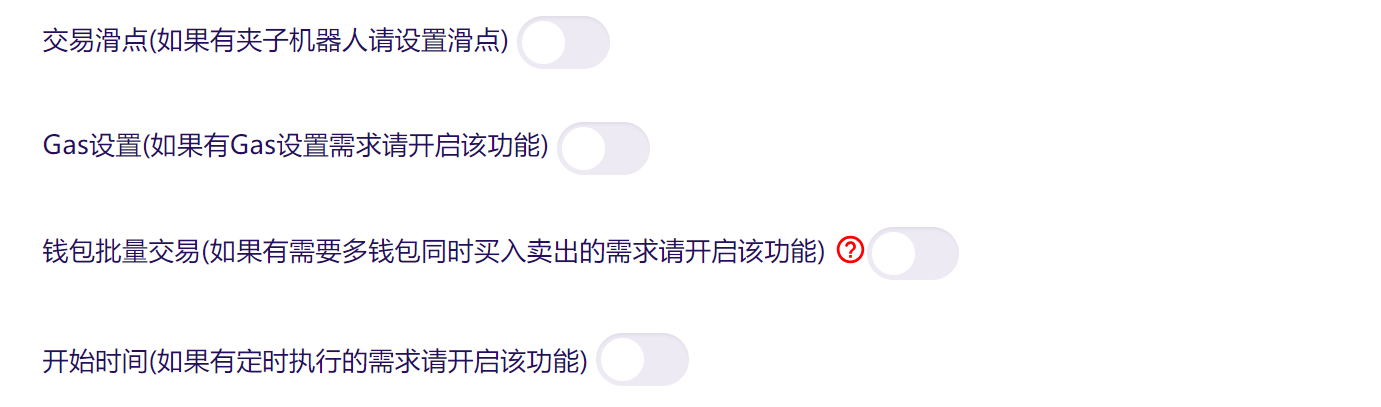 交易滑点(如果有夹子机器人请设置滑点)
Gas设置(如果有Gas设置需求请开启该功能)
钱包批量交易(如果有需要多钱包同时买入卖出的需求请开启该功能) ?
开始时间(如果有定时执行的需求请开启该功能)